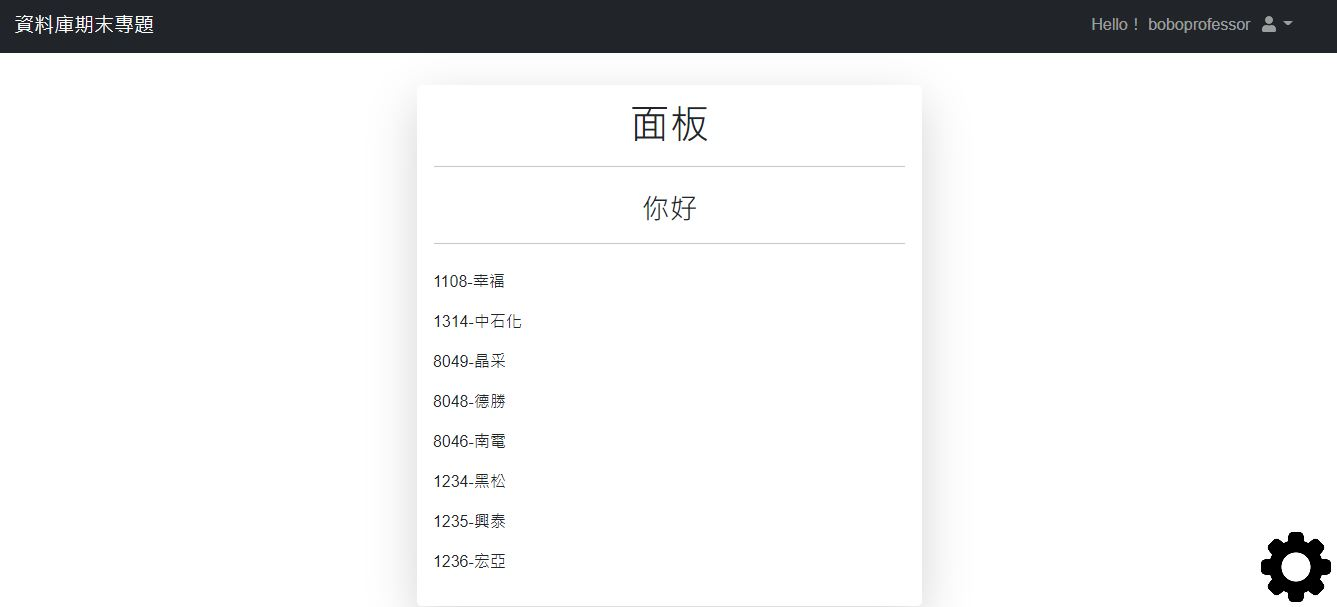 資料庫期末專題
Hello！ boboprofessor
面板
你好
1108-幸福
1314-中石化
8049-晶采
8048-德勝
8046-南電
1234-黑松
1235-興泰
1236-宏亞